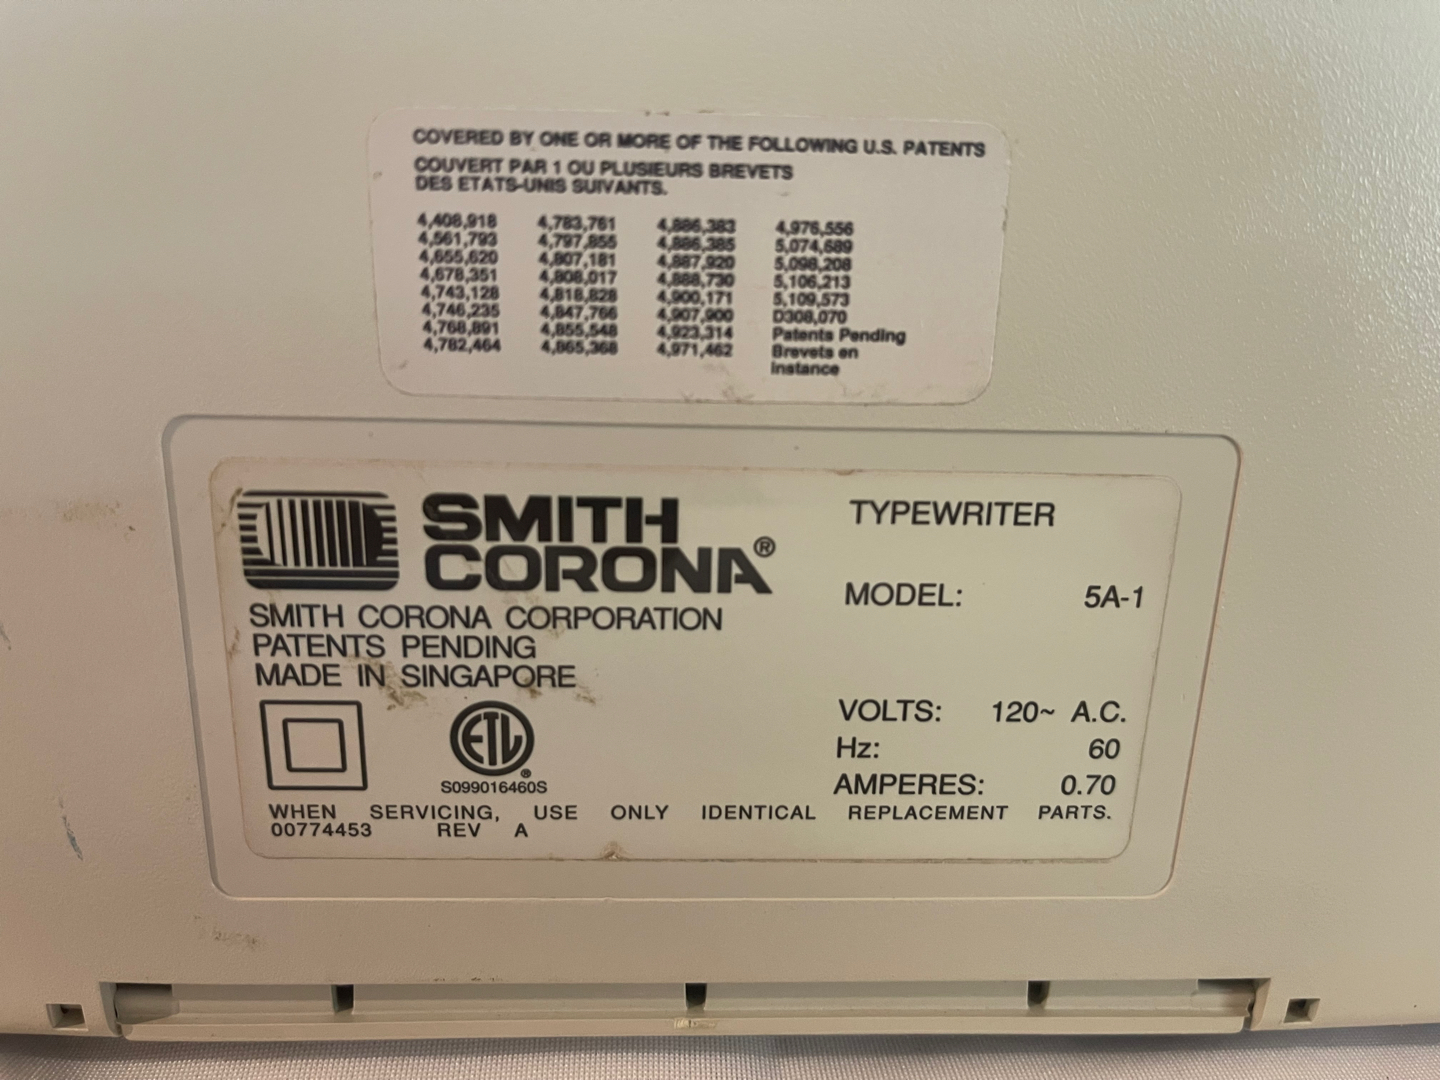 COVERED BY ONE OR MORE OF THE FOLLOWING U.S. PATENTS
COUVERT PAR 1 OU PLUSIEURS BREVETS
DES ETATS-UNIS SUIVANTS.
4,408,918 4,783,761 4,886,383 4,976,556
4,561,793 4,797,855 4,886,385 5,074,689
4,655,620 4,807,181 4,887,920 5,098,208
4,678,351 4,808,017 4,888,730 5,106,213
4,743,128 4,818,828 4,900,171 5,109,573
4,746,235 4,847,766 4,907,900 D308,070
4,768,891 4,855,548 4,923,314 Patents Pending
4,782,464 4,865,368 4,971,462 Brevets en
Instance
SMITH
CORONA®
SMITH CORONA CORPORATION
PATENTS PENDING
MADE IN SINGAPORE
TYPEWRITER
MODEL: 5A-1
VOLTS: 120~ A.C.
Hz: 60
AMPERES: 0.70
ETL®
S099016460S
WHEN SERVICING, USE ONLY IDENTICAL REPLACEMENT PARTS.
00774453 REV A